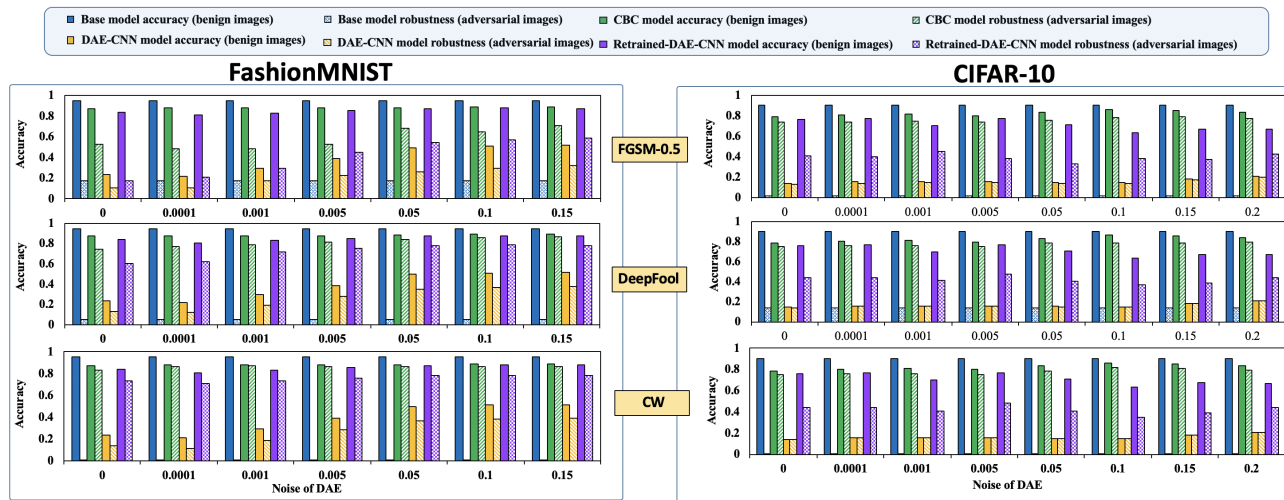 Base model accuracy (benign images) Base model robustness (adversarial images) CBC model accuracy (benign images) CBC model robustness (adversarial images)
DAE-CNN model accuracy (benign images) DAE-CNN model robustness (adversarial images) Retrained-DAE-CNN model accuracy (benign images) Retrained-DAE-CNN model robustness (adversarial images)
FashionMNIST
CIFAR-10
Accuracy
1
0.8
0.6
0.4
0.2
0
0 0.0001 0.001 0.005 0.05 0.1 0.15
FGSM-0.5
Accuracy
1
0.8
0.6
0.4
0.2
0
0 0.0001 0.001 0.005 0.05 0.1 0.15 0.2
Accuracy
1
0.8
0.6
0.4
0.2
0
0 0.0001 0.001 0.005 0.05 0.1 0.15
DeepFool
Accuracy
1
0.8
0.6
0.4
0.2
0
0 0.0001 0.001 0.005 0.05 0.1 0.15 0.2
Accuracy
1
0.8
0.6
0.4
0.2
0
0 0.0001 0.001 0.005 0.05 0.1 0.15
Noise of DAE
CW
Accuracy
1
0.8
0.6
0.4
0.2
0
0 0.0001 0.001 0.005 0.05 0.1 0.15 0.2
Noise of DAE